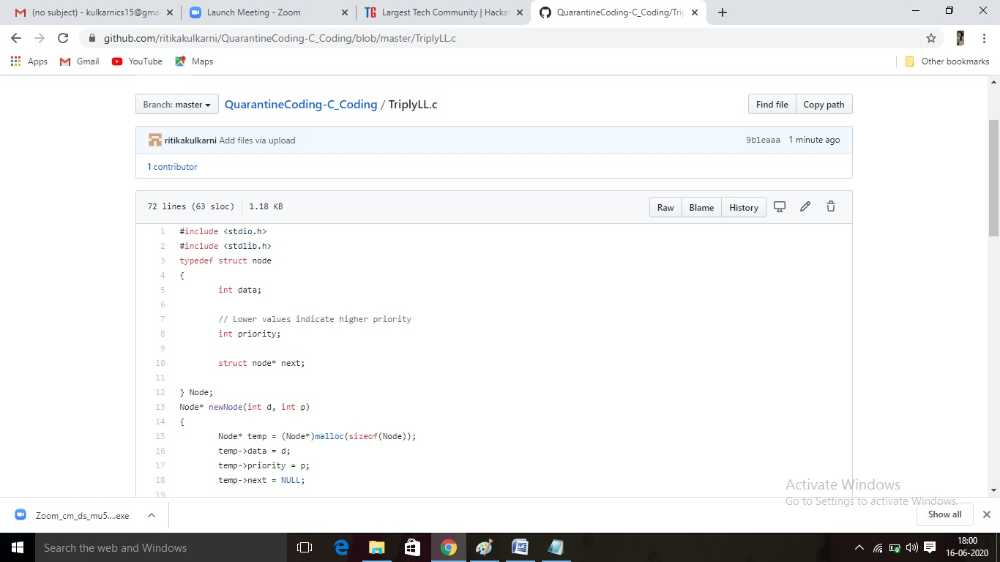 (no subject) - kulkarnics15@gma
Launch Meeting - Zoom
TG Largest Tech Community | Hackat
QuarantineCoding-C_Coding/Trip
github.com/ritikakulkarni/QuarantineCoding-C_Coding/blob/master/TriplyLL.c
Apps Gmail YouTube Maps Other bookmarks
Branch: master QuarantineCoding-C_Coding / TriplyLL.c Find file Copy path
ritikakulkarni Add files via upload 9b1eaaa 1 minute ago
1 contributor
72 lines (63 sloc) 1.18 KB Raw Blame History
1 #include <stdio.h>
2 #include <stdlib.h>
3 typedef struct node
4 {
5 int data;
6
7 // Lower values indicate higher priority
8 int priority;
9
10 struct node* next;
11
12 } Node;
13 Node* newNode(int d, int p)
14 {
15 Node* temp = (Node*)malloc(sizeof(Node));
16 temp->data = d;
17 temp->priority = p;
18 temp->next = NULL;
19
Activate Windows
Go to Settings to activate Windows.
Zoom_cm_ds_mu5....exe Show all
Search the web and Windows
18:00
16-06-2020